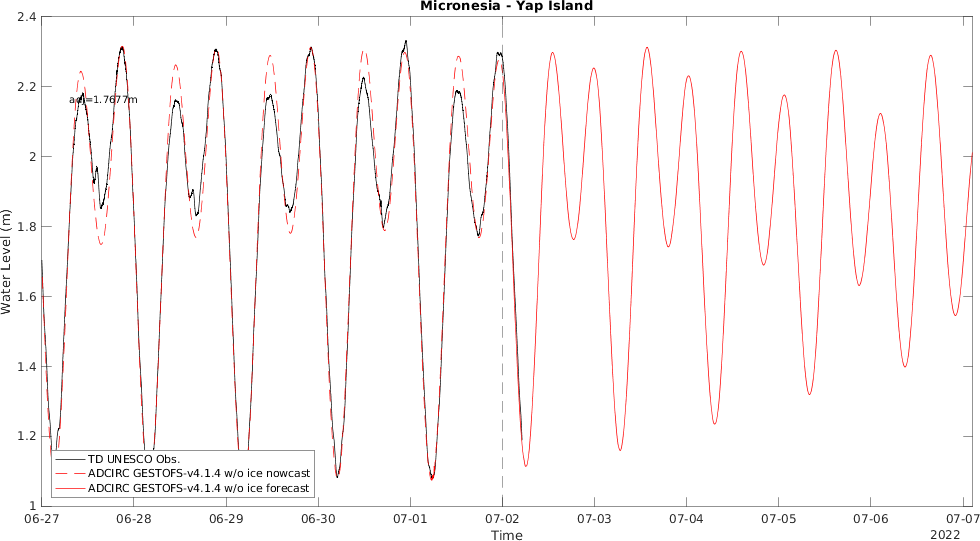 Micronesia - Yap Island
2.4
2.2
2
1.8
1.6
1.4
1.2
1
Water Level (m)
=1.7677m
TD UNESCO Obs.
ADCIRC GESTOFS-v4.1.4 w/o ice nowcast
ADCIRC GESTOFS-v4.1.4 w/o ice forecast
06-27 06-28 06-29 06-30 07-01 07-02 07-03 07-04 07-05 07-06 07-07
Time
2022